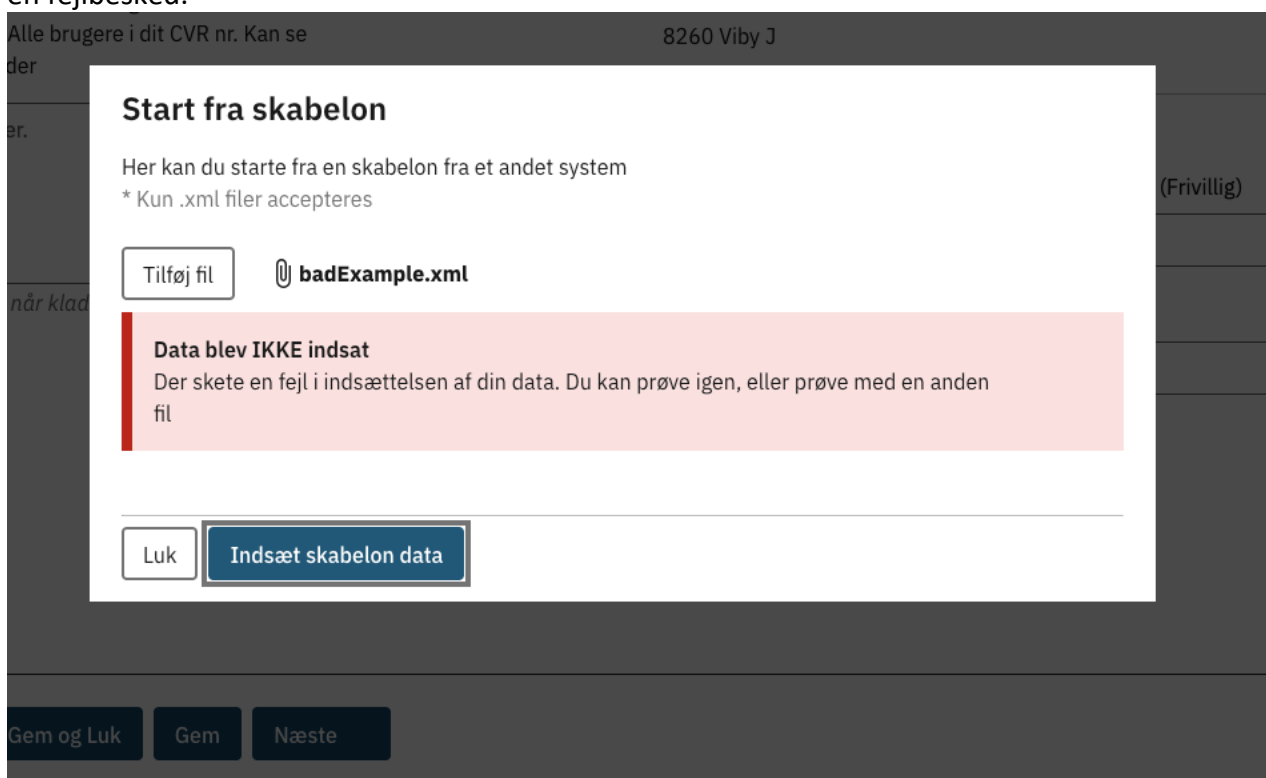 en fejlbesked.
Alle brugere i dit CVR nr. Kan se
8260 Viby J
der
Start fra skabelon
er.
Her kan du starte fra en skabelon fra et andet system
* Kun .xml filer accepteres
(Frivillig)
Tilføj fil
badExample.xml
når klad
Data blev IKKE indsat
Der skete en fejl i indsættelsen af din data. Du kan prøve igen, eller prøve med en anden
fil
Luk
Indsæt skabelon data
Gem og Luk
Gem
Næste